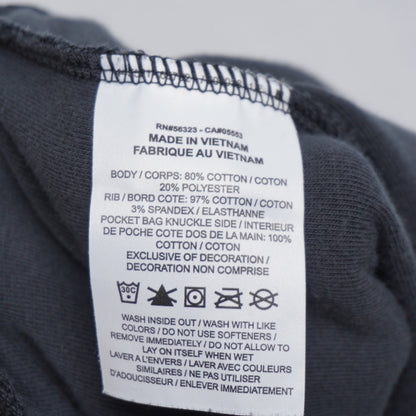 RN#56323 - CA#05553
MADE IN VIETNAM
FABRIQUE AU VIETNAM
BODY / CORPS: 80% COTTON / COTON
20% POLYESTER
RIB / BORD COTE: 97% COTTON / COTON
3% SPANDEX / ELASTHANNE
POCKET BAG KNUCKLE SIDE / INTERIEUR
DE POCHE COTE DOS DE LA MAIN: 100%
COTTON / COTON
EXCLUSIVE OF DECORATION /
DECORATION NON COMPRISE
30C
WASH INSIDE OUT / WASH WITH LIKE
COLORS / DO NOT USE SOFTENERS /
REMOVE IMMEDIATELY / DO NOT ALLOW TO
LAY ON ITSELF WHEN WET
LAVER A L'ENVERS / LAVER AVEC COULEURS
SIMILAIRES / NE PAS UTILISER
D'ADOUCISSEUR / ENLEVER IMMEDIATEMENT